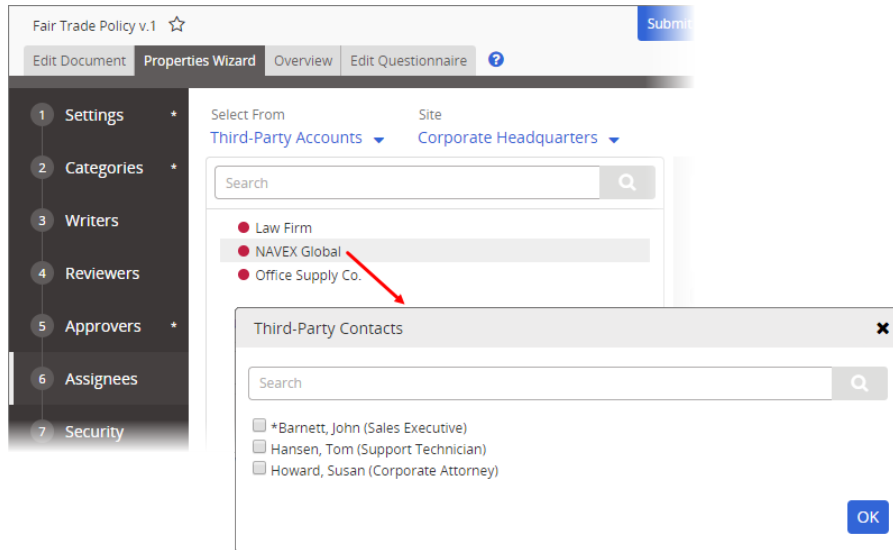 Fair Trade Policy v.1
Submit
Edit Document Properties Wizard Overview Edit Questionnaire ?
1 Settings *
2 Categories *
3 Writers
4 Reviewers
5 Approvers *
6 Assignees
7 Security
Select From Site
Third-Party Accounts Corporate Headquarters
Search
Law Firm
NAVEX Global
Office Supply Co.
Third-Party Contacts
Search
*Barnett, John (Sales Executive)
Hansen, Tom (Support Technician)
Howard, Susan (Corporate Attorney)
OK